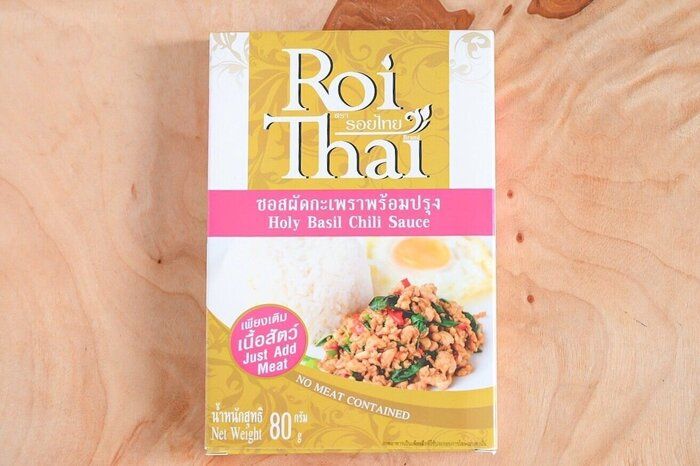 Roi
ตรา
รอยไทย
Brand
Thai
ซอสผัดกะเพราพร้อมปรุง
Holy Basil Chili Sauce
เพียงเติม
เนื้อสัตว์
Just Add
Meat
NO MEAT CONTAINED
น้ำหนักสุทธิ 80 กรัม
Net Weight g